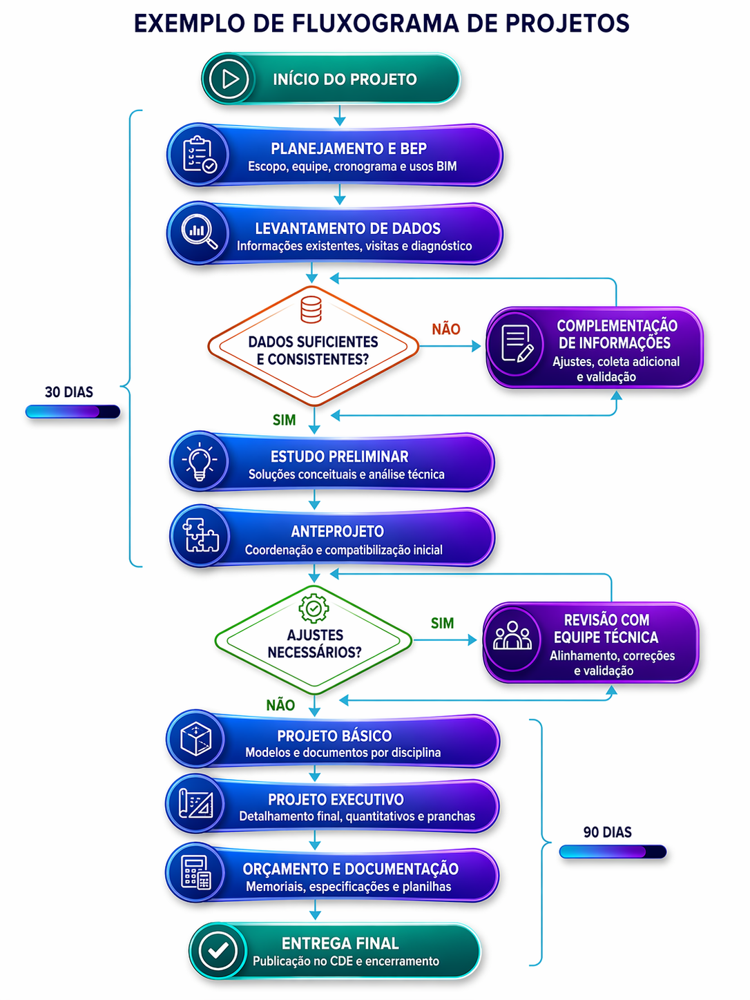 EXEMPLO DE FLUXOGRAMA DE PROJETOS
INÍCIO DO PROJETO
PLANEJAMENTO E BEP
Escopo, equipe, cronograma e usos BIM
LEVANTAMENTO DE DADOS
Informações existentes, visitas e diagnóstico
DADOS SUFICIENTES
E CONSISTENTES?
NÃO
COMPLEMENTAÇÃO
DE INFORMAÇÕES
Ajustes, coleta adicional
e validação
30 DIAS
SIM
ESTUDO PRELIMINAR
Soluções conceituais e análise técnica
ANTEPROJETO
Coordenação e compatibilização inicial
AJUSTES
NECESSÁRIOS?
SIM
REVISÃO COM
EQUIPE TÉCNICA
Alinhamento, correções
e validação
NÃO
PROJETO BÁSICO
Modelos e documentos por disciplina
PROJETO EXECUTIVO
Detalhamento final, quantitativos e pranchas
90 DIAS
ORÇAMENTO E DOCUMENTAÇÃO
Memoriais, especificações e planilhas
ENTREGA FINAL
Publicação no CDE e encerramento